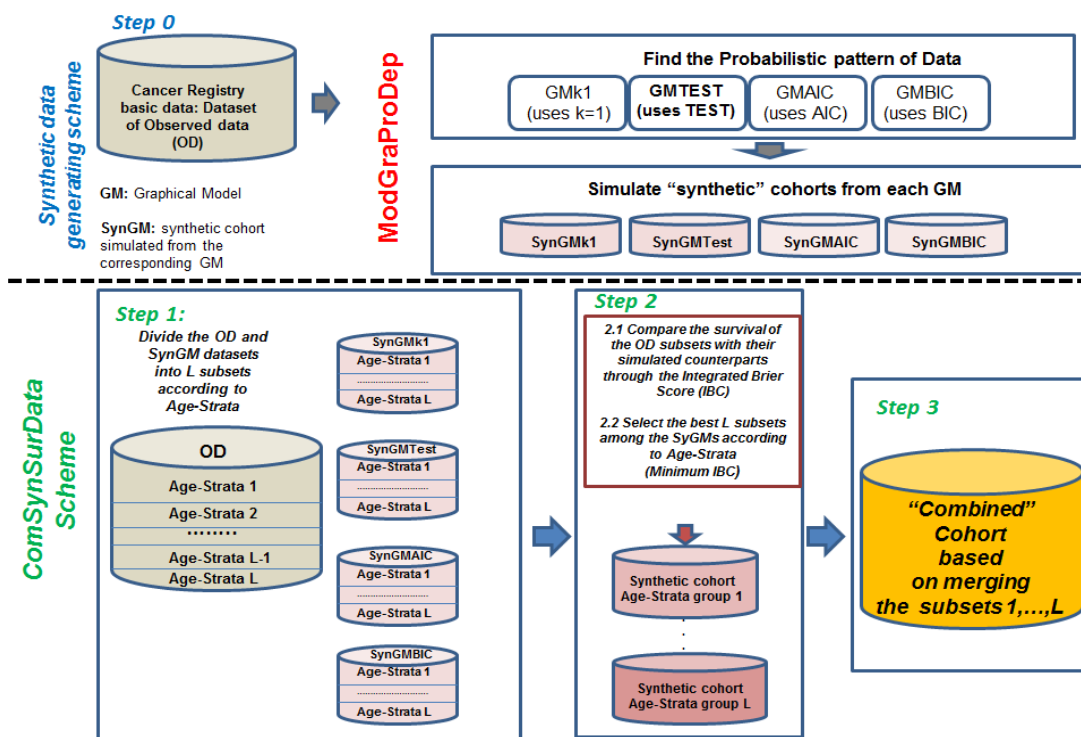 Step 0
Synthetic data
generating scheme
Cancer Registry
basic data: Dataset
of Observed data
(OD)
GM: Graphical Model
SynGM: synthetic cohort
simulated from the
corresponding GM
ModGraProDep
Find the Probabilistic pattern of Data
GMk1
(uses k=1)
GMTEST
(uses TEST)
GMAIC
(uses AIC)
GMBIC
(uses BIC)
Simulate “synthetic” cohorts from each GM
SynGMk1
SynGMTest
SynGMAIC
SynGMBIC
ComSynSurData
Scheme
Step 1:
Divide the OD and
SynGM datasets
into L subsets
according to
Age-Strata
OD
Age-Strata 1
Age-Strata 2
........
Age-Strata L-1
Age-Strata L
SynGMk1
Age-Strata 1
........................
Age-Strata L
SynGMTest
Age-Strata 1
........................
Age-Strata L
SynGMAIC
Age-Strata 1
........................
Age-Strata L
SynGMBIC
Age-Strata 1
........................
Age-Strata L
Step 2
2.1 Compare the survival of
the OD subsets with their
simulated counterparts
through the Integrated Brier
Score (IBC)
2.2 Select the best L subsets
among the SyGMs according
to Age-Strata
(Minimum IBC)
Synthetic cohort
Age-Strata group 1
.
.
.
Synthetic cohort
Age-Strata group L
Step 3
“Combined”
Cohort
based
on merging
the subsets 1,...,L